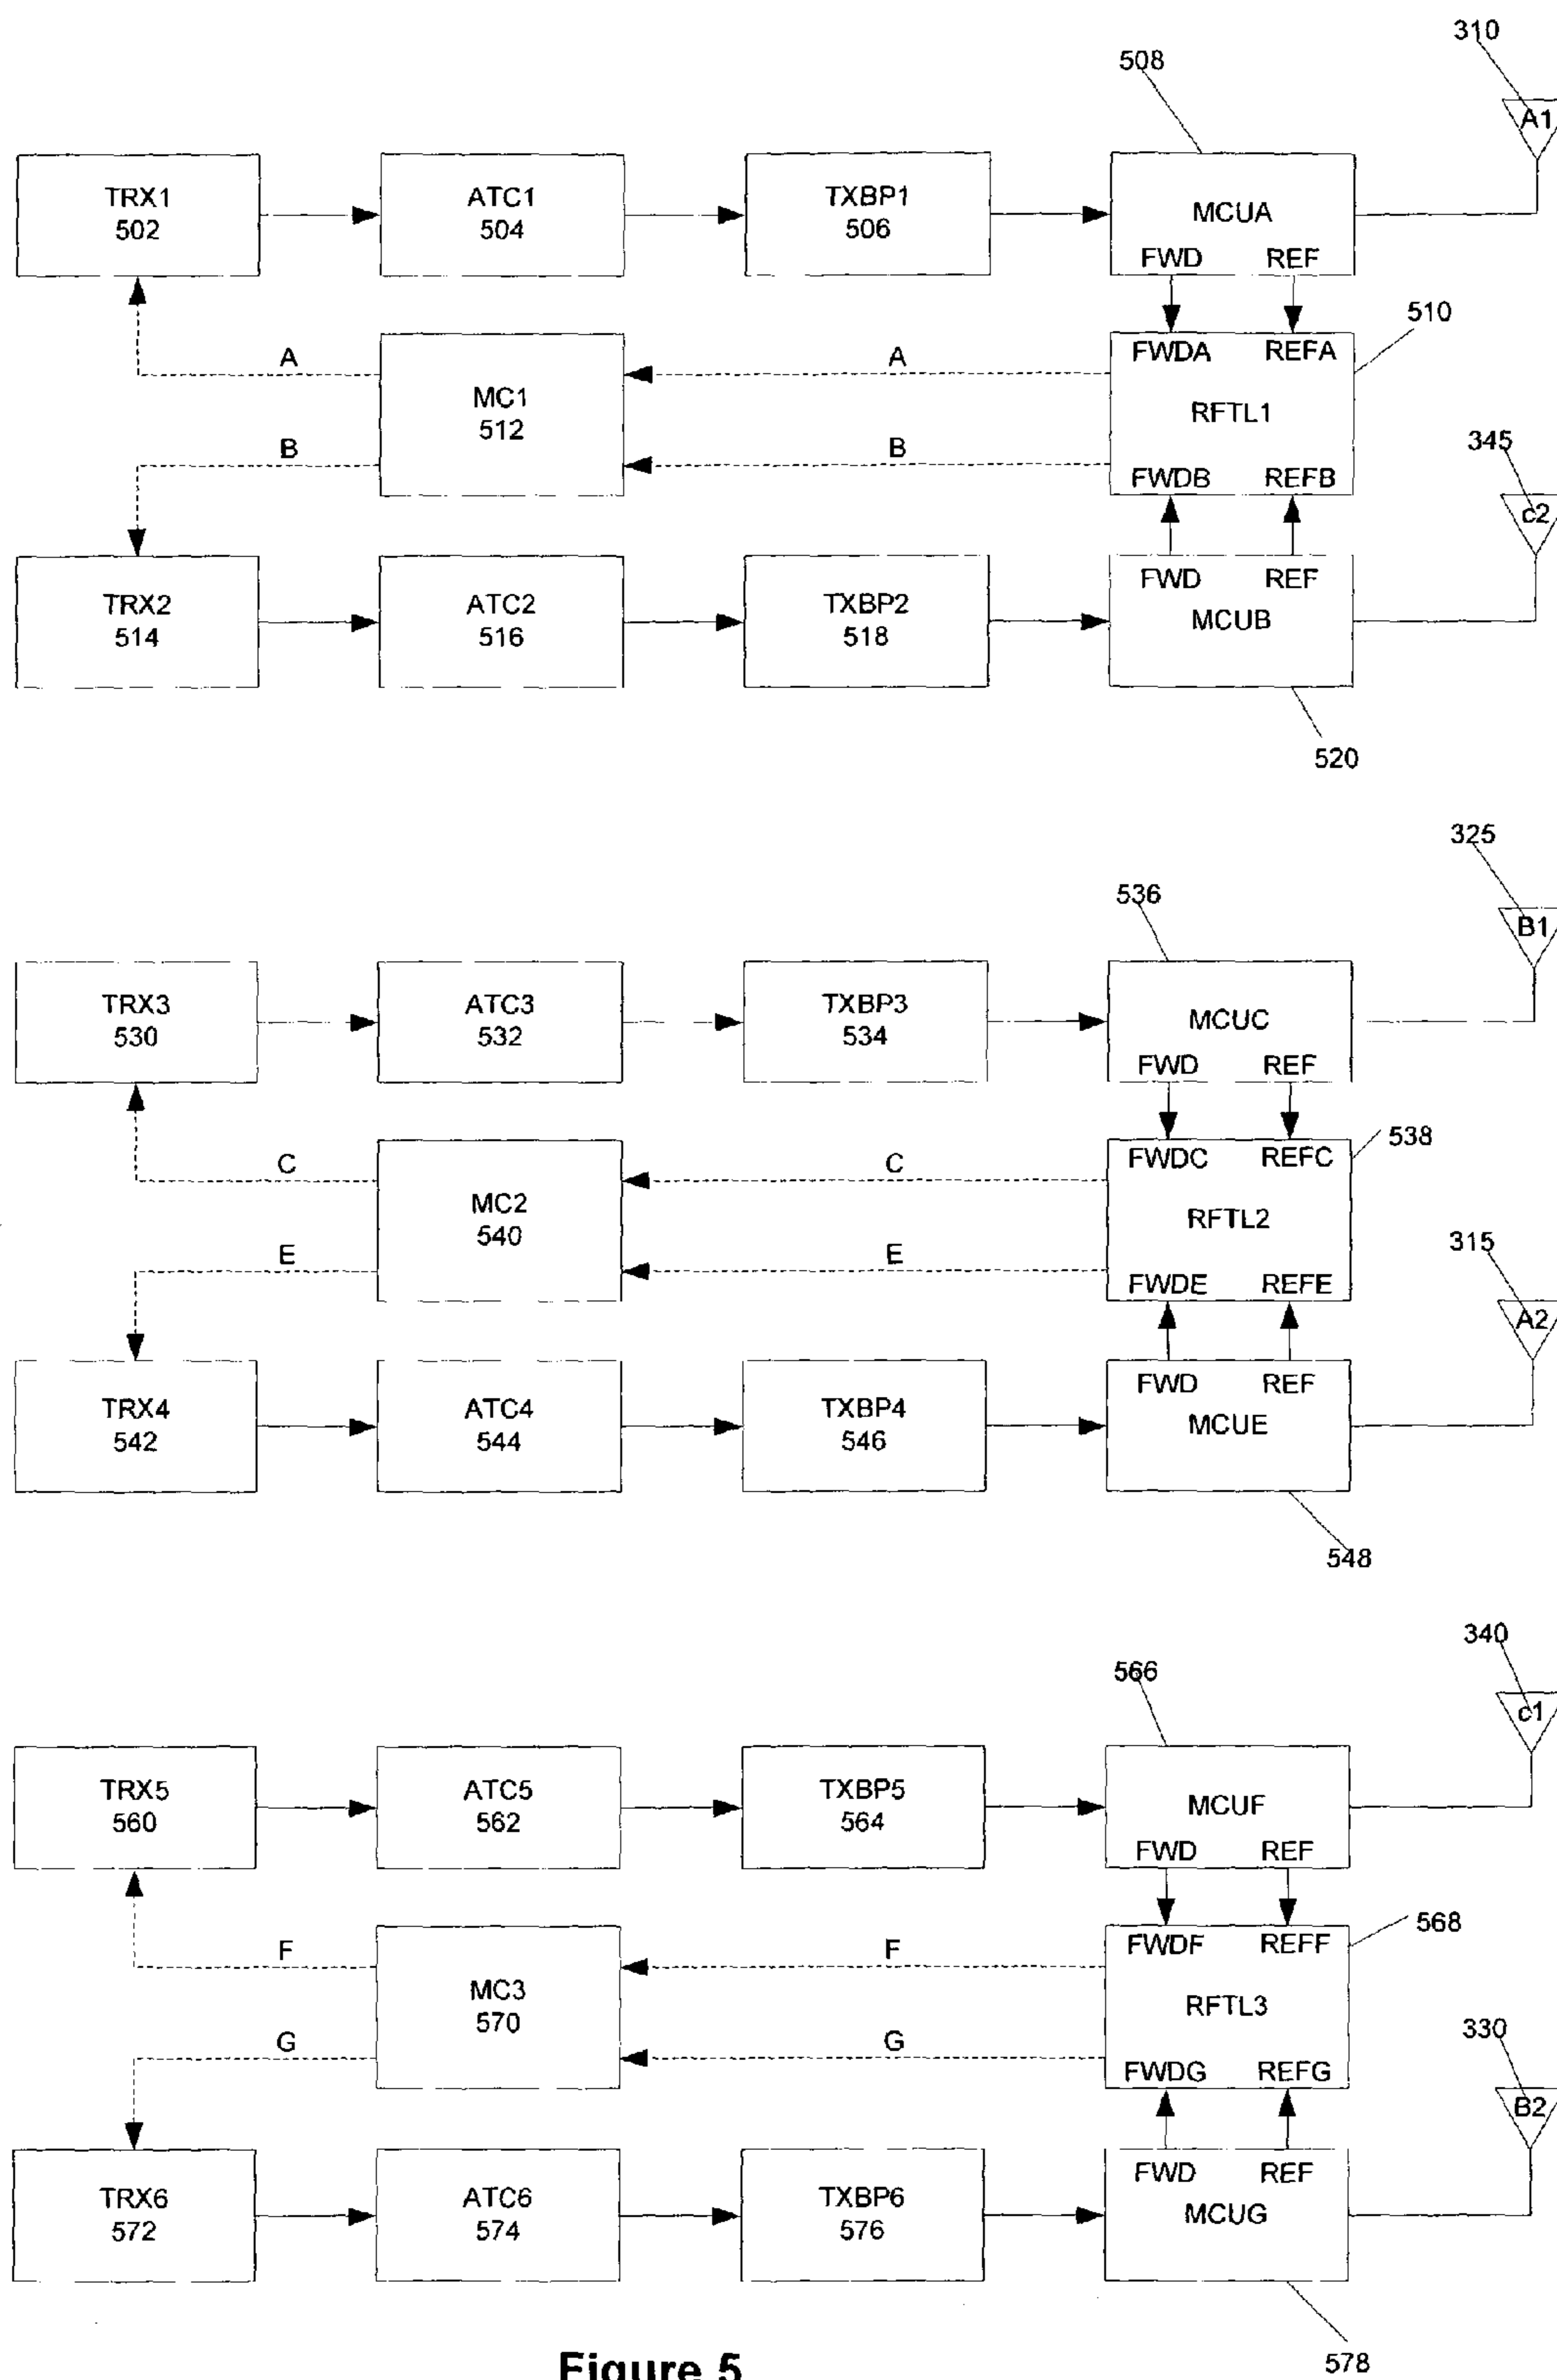 310
508
A1
TRX1
502
ATC1
504
TXBP1
506
MCUA
FWD REF
510
FWDA REFA
A A
MC1
512
RFTL1
B B
FWDB REFB
345
c2
FWD REF
TRX2
514
ATC2
516
TXBP2
518
MCUB
520
325
536
B1
TRX3
530
ATC3
532
TXBP3
534
MCUC
FWD REF
538
FWDC REFC
C C
MC2
540
RFTL2
E E
FWDE REFE
315
A2
FWD REF
TRX4
542
ATC4
544
TXBP4
546
MCUE
548
340
566
c1
TRX5
560
ATC5
562
TXBP5
564
MCUF
FWD REF
568
FWDF REFF
F F
MC3
570
RFTL3
G G
FWDG REFG
330
B2
FWD REF
TRX6
572
ATC6
574
TXBP6
576
MCUG
578
Figure 5